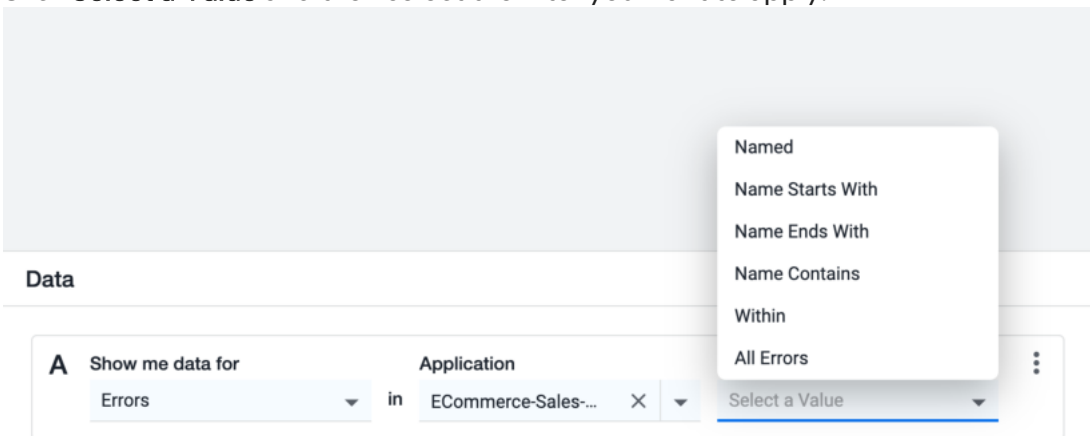 Named
Name Starts With
Name Ends With
Name Contains
Within
All Errors
Data
A Show me data for Application
Errors in ECommerce-Sales-... Select a Value